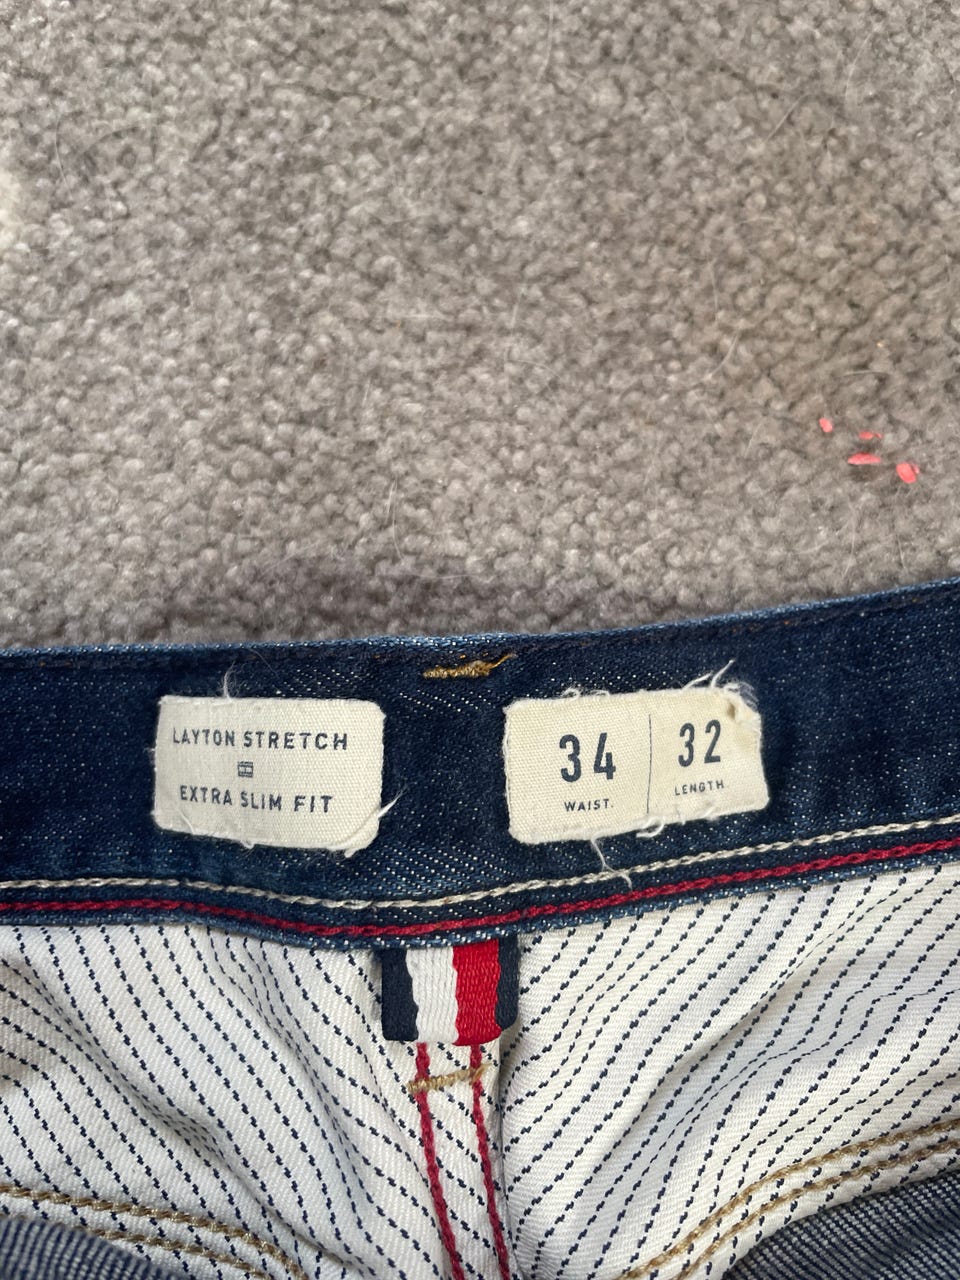 LAYTON STRETCH
EXTRA SLIM FIT
34 32
WAIST. LENGTH